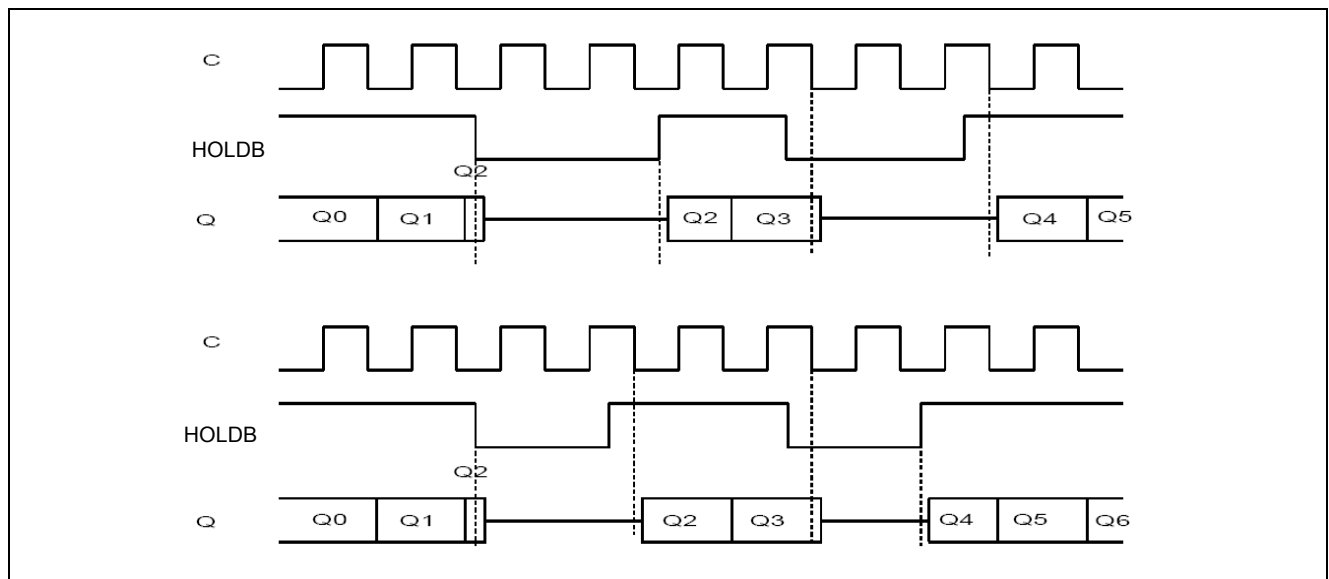 C
HOLDB
Q2
Q Q0 Q1 Q2 Q3 Q4 Q5
C
HOLDB
Q2
Q Q0 Q1 Q2 Q3 Q4 Q5 Q6